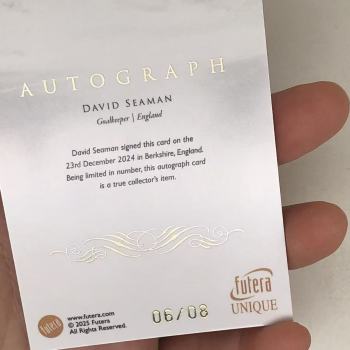 AUTOGRAPH
DAVID SEAMAN
Goalkeeper | England
David Seaman signed this card on the
23rd December 2024 in Berkshire, England.
Being limited in number, this autograph card
is a true collector's item.
futera
UNIQUE
futera
www.futera.com
© 2025 Futera
All Rights Reserved.
06/08